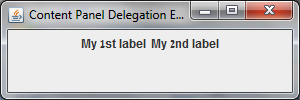 Content Panel Delegation E...
My 1st label My 2nd label